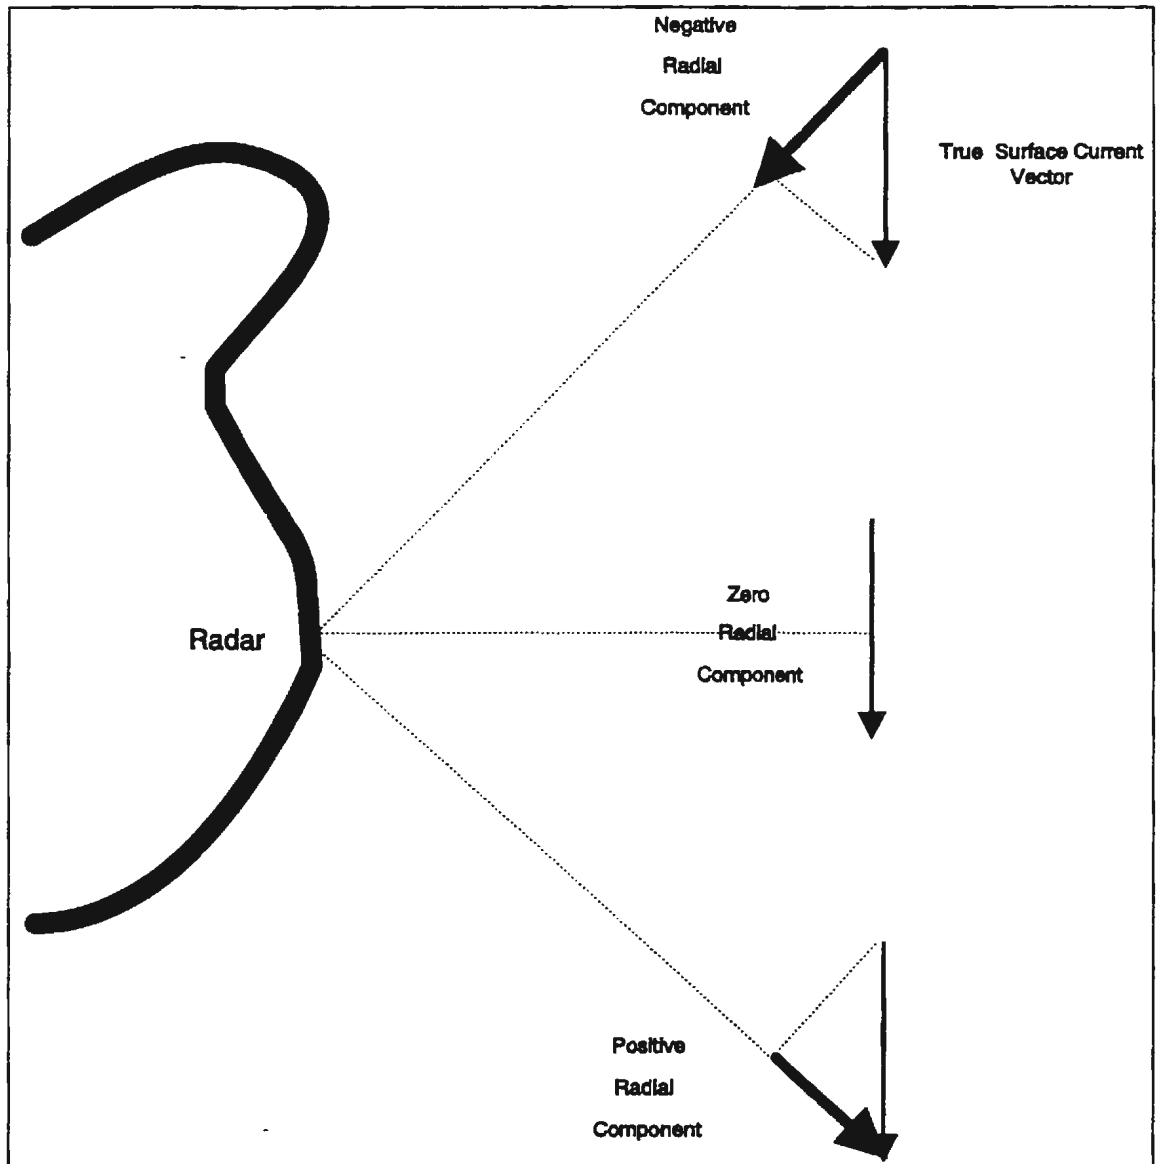 Negative
Radial
Component
True Surface Current
Vector
Zero
Radial
Component
Radar
Positive
Radial
Component